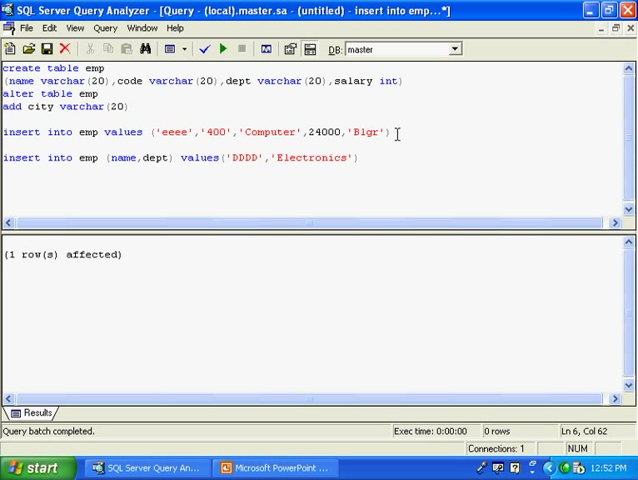 SQL Server Query Analyzer - [Query - (local).master.sa - (untitled) - insert into emp...*]
File Edit View Query Tools Window Help
DB: master
create table emp
(name varchar(20),code varchar(20),dept varchar(20),salary int)
alter table emp
add city varchar(20)
insert into emp values ('eeee','400','Computer',24000,'Blgr')
insert into emp (name,dept) values('DDDD','Electronics')
(1 row(s) affected)
Results
Query batch completed. Exec time: 0:00:00 0 rows Ln 6, Col 62
Connections: 1 NUM
start SQL Server Query An... Microsoft PowerPoint ... 12:52 PM